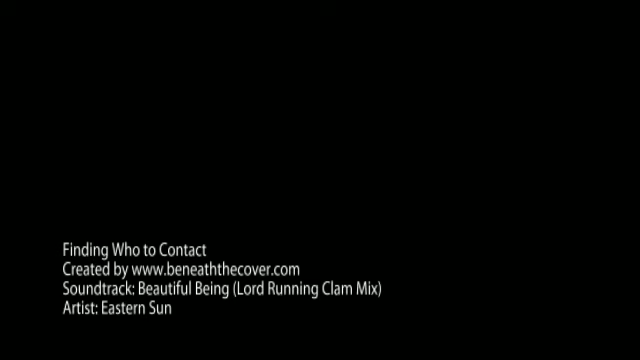 Finding Who to Contact
Created by www.beneaththecover.com
Soundtrack: Beautiful Being (Lord Running Clam Mix)
Artist: Eastern Sun